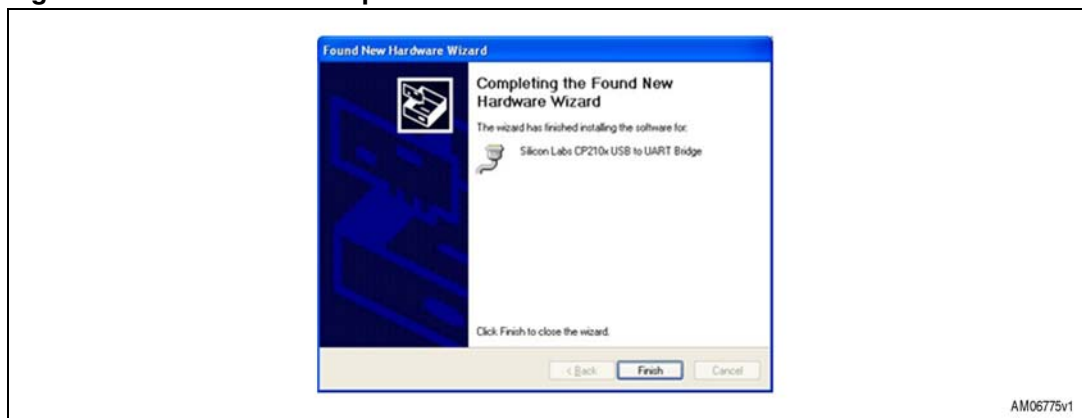 Found New Hardware Wizard
Completing the Found New
Hardware Wizard
The wizard has finished installing the software for:
Silicon Labs CP210x USB to UART Bridge
Click Finish to close the wizard.
< Back Finish Cancel
AM06775v1